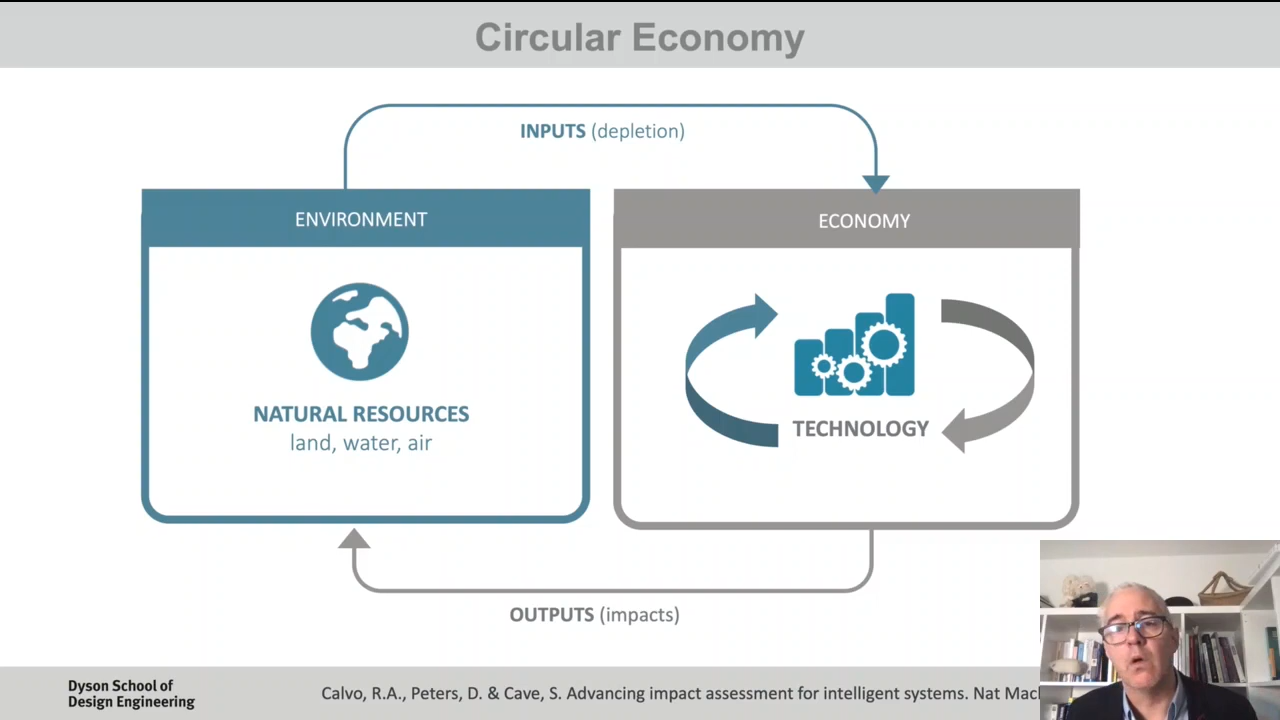 Circular Economy
INPUTS (depletion)
ENVIRONMENT
ECONOMY
NATURAL RESOURCES
land, water, air
TECHNOLOGY
OUTPUTS (impacts)
Dyson School of
Design Engineering
Calvo, R.A., Peters, D. & Cave, S. Advancing impact assessment for intelligent systems. Nat